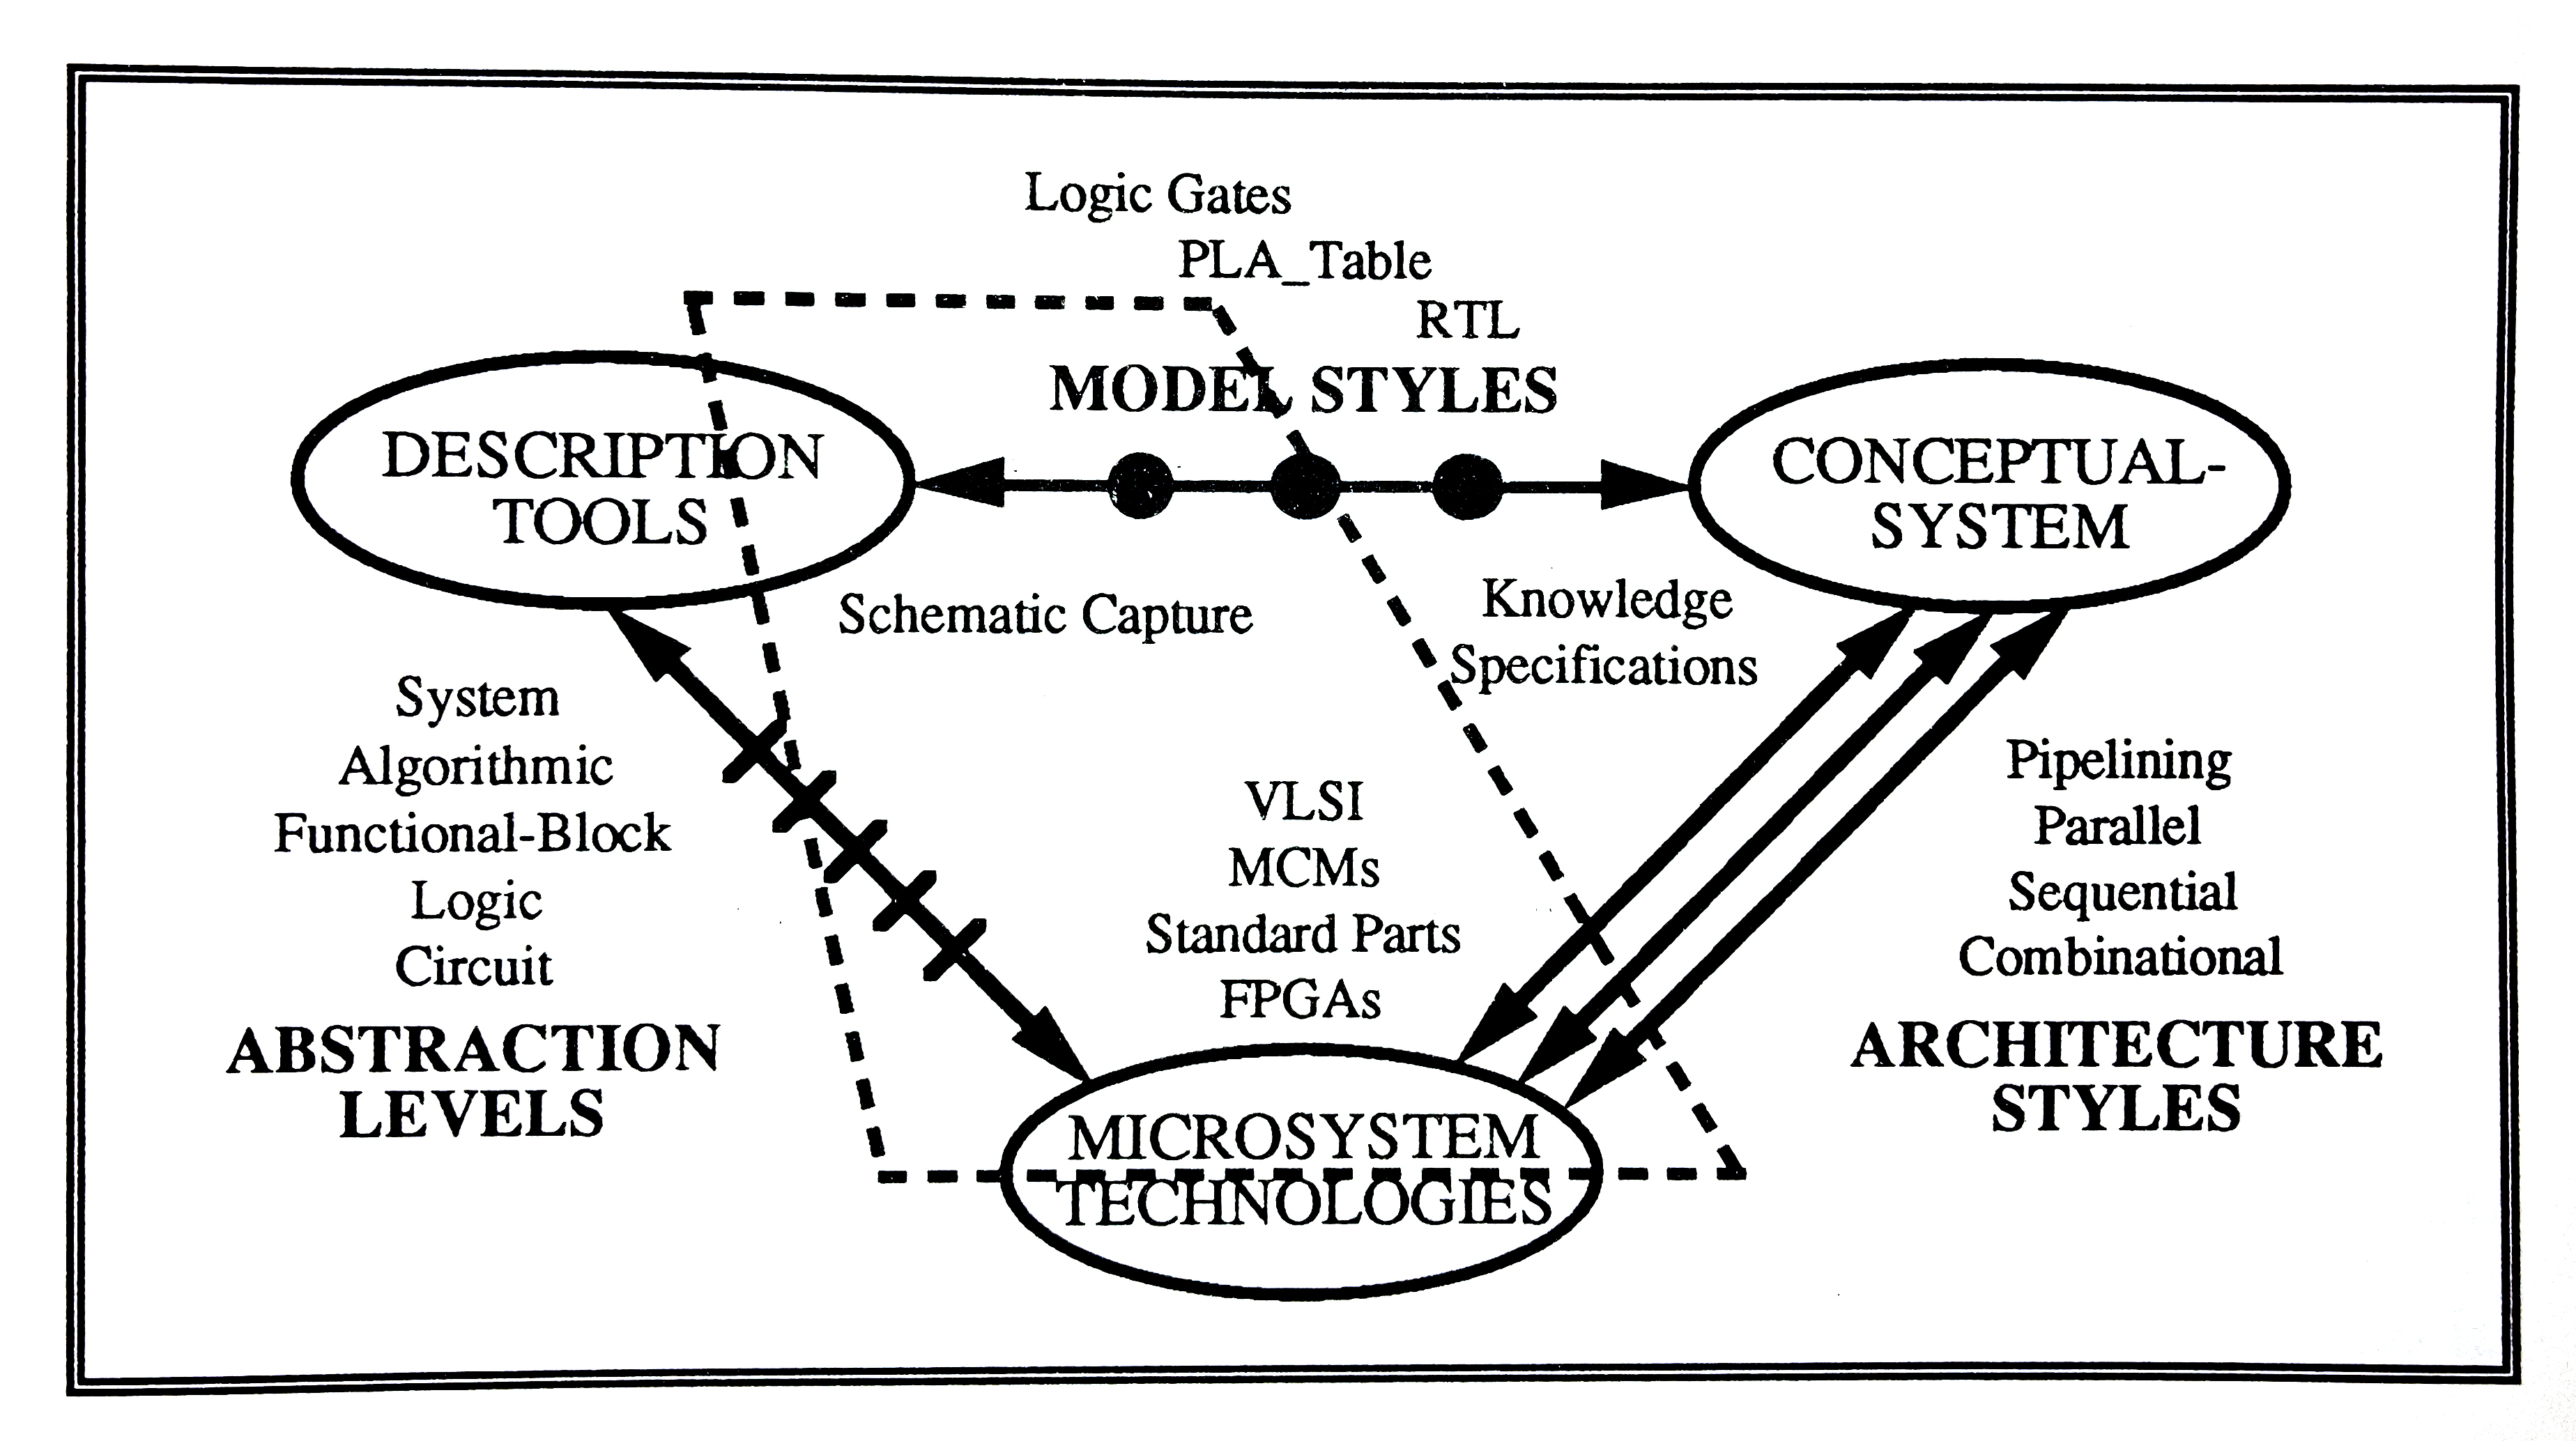 Logic Gates
PLA_Table
RTL
MODEL STYLES
DESCRIPTION
TOOLS
CONCEPTUAL-
SYSTEM
Schematic Capture
Knowledge
Specifications
System
Algorithmic
Functional-Block
Logic
Circuit
ABSTRACTION
LEVELS
VLSI
MCMs
Standard Parts
FPGAs
Pipelining
Parallel
Sequential
Combinational
ARCHITECTURE
STYLES
MICROSYSTEM
TECHNOLOGIES